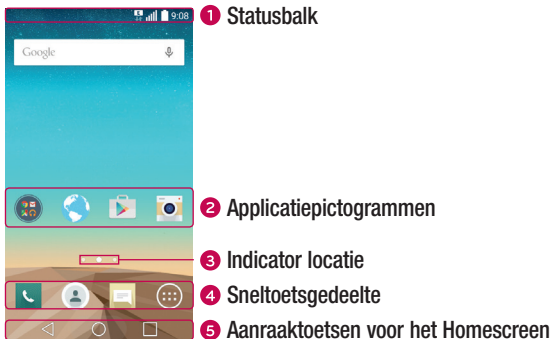 9:08
1 Statusbalk
Google
2 Applicatiepictogrammen
3 Indicator locatie
4 Sneltoetsgedeelte
5 Aanraaktoetsen voor het Homescreen